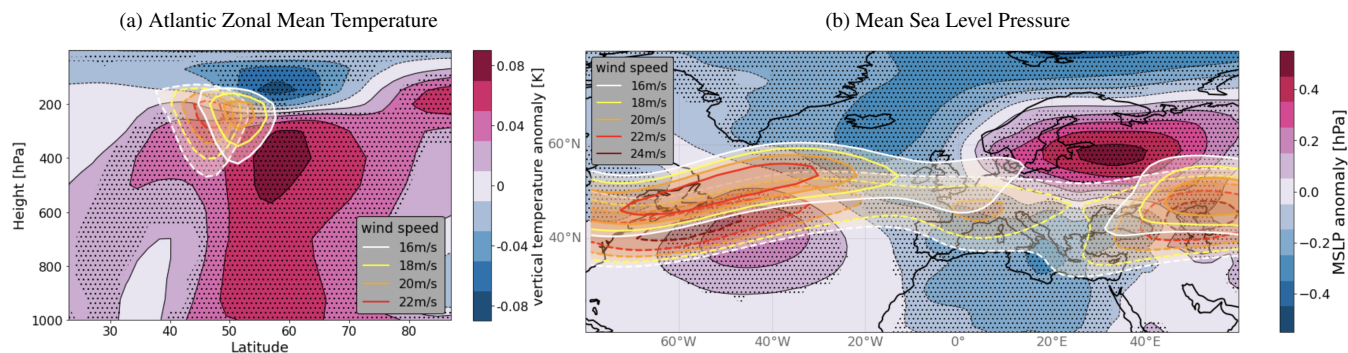 (a) Atlantic Zonal Mean Temperature
(b) Mean Sea Level Pressure
Height [hPa]
200
400
600
800
1000
30
40
50
60
70
80
Latitude
wind speed
16m/s
18m/s
20m/s
22m/s
0.08
0.04
0
−0.04
−0.08
vertical temperature anomaly [K]
wind speed
16m/s
18m/s
20m/s
22m/s
24m/s
60°N
40°N
60°W
40°W
20°W
0°
20°E
40°E
0.4
0.2
0.0
−0.2
−0.4
MSLP anomaly [hPa]